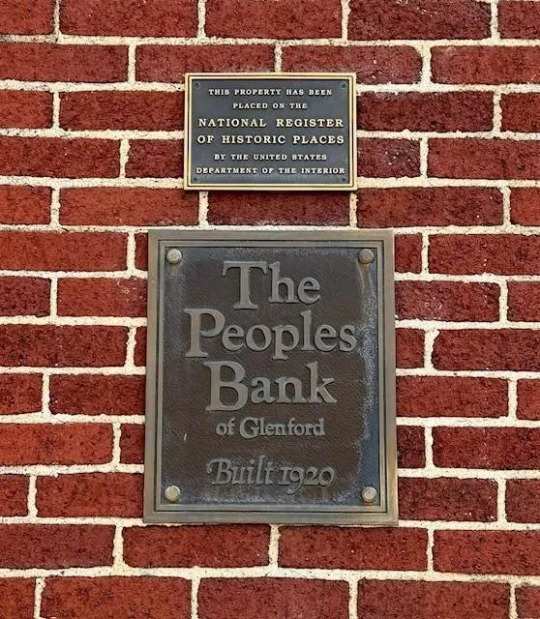 THIS PROPERTY HAS BEEN
PLACED ON THE
NATIONAL REGISTER
OF HISTORIC PLACES
BY THE UNITED STATES
DEPARTMENT OF THE INTERIOR
The
Peoples
Bank
of Glenford
Built 1920